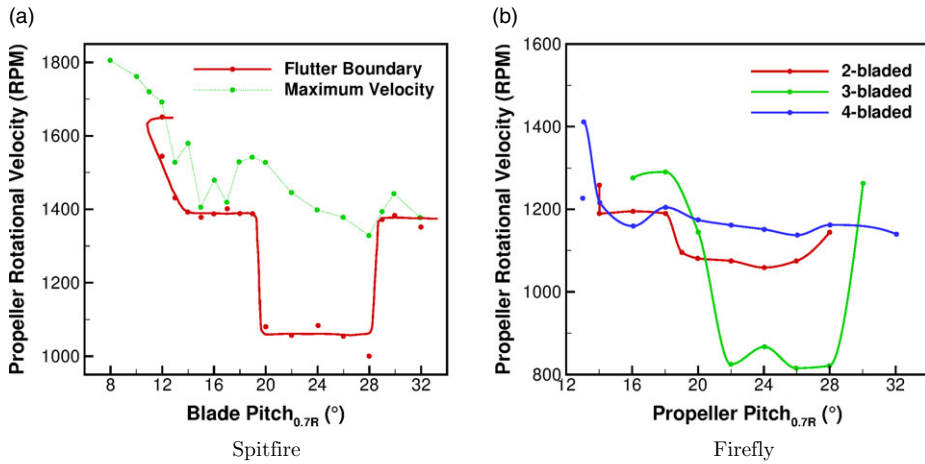 (a)
Propeller Rotational Velocity (RPM)
1800
1600
1400
1200
1000
Flutter Boundary
Maximum Velocity
8 12 16 20 24 28 32
Blade Pitch0.7R (°)
Spitfire
(b)
Propeller Rotational Velocity (RPM)
1600
1400
1200
1000
800
2-bladed
3-bladed
4-bladed
12 16 20 24 28 32
Propeller Pitch0.7R (°)
Firefly